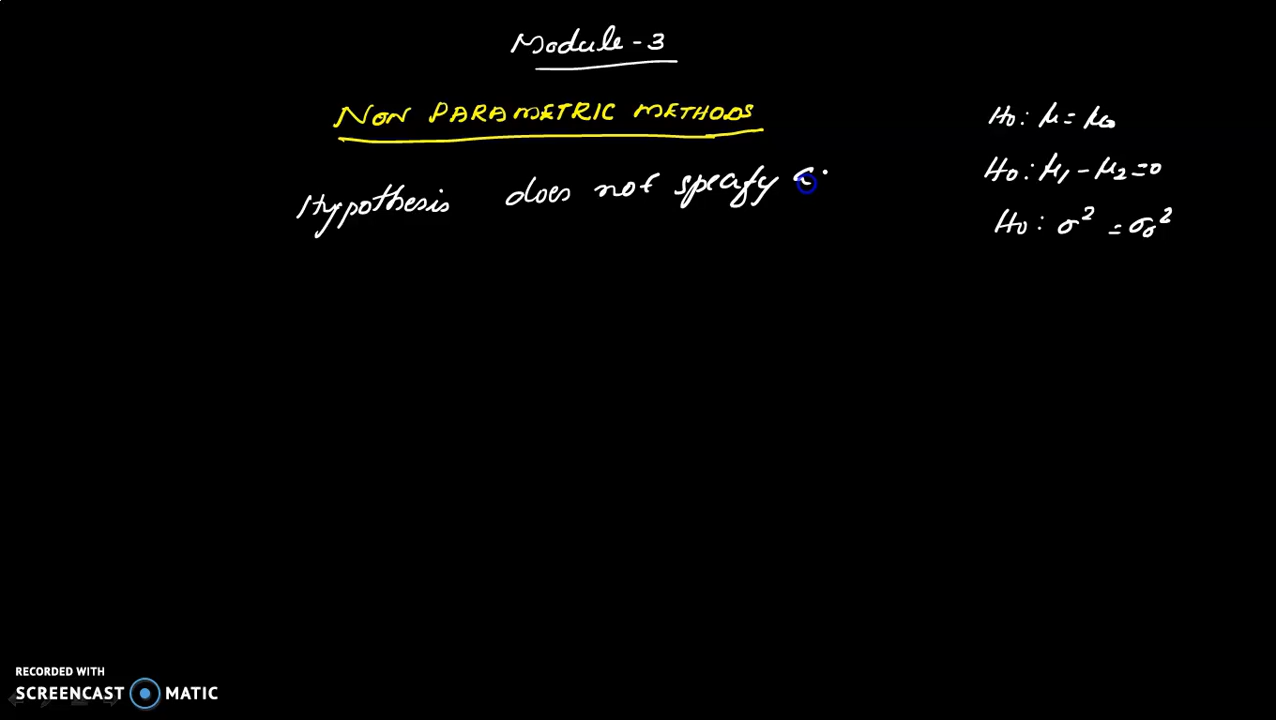 Module-3
NON PARAMETRIC METHODS
Hypothesis does not specify
H0: μ = μ0
H0: μ1 - μ2 = 0
H0: σ² = σ0²
RECORDED WITH
SCREENCAST MATIC